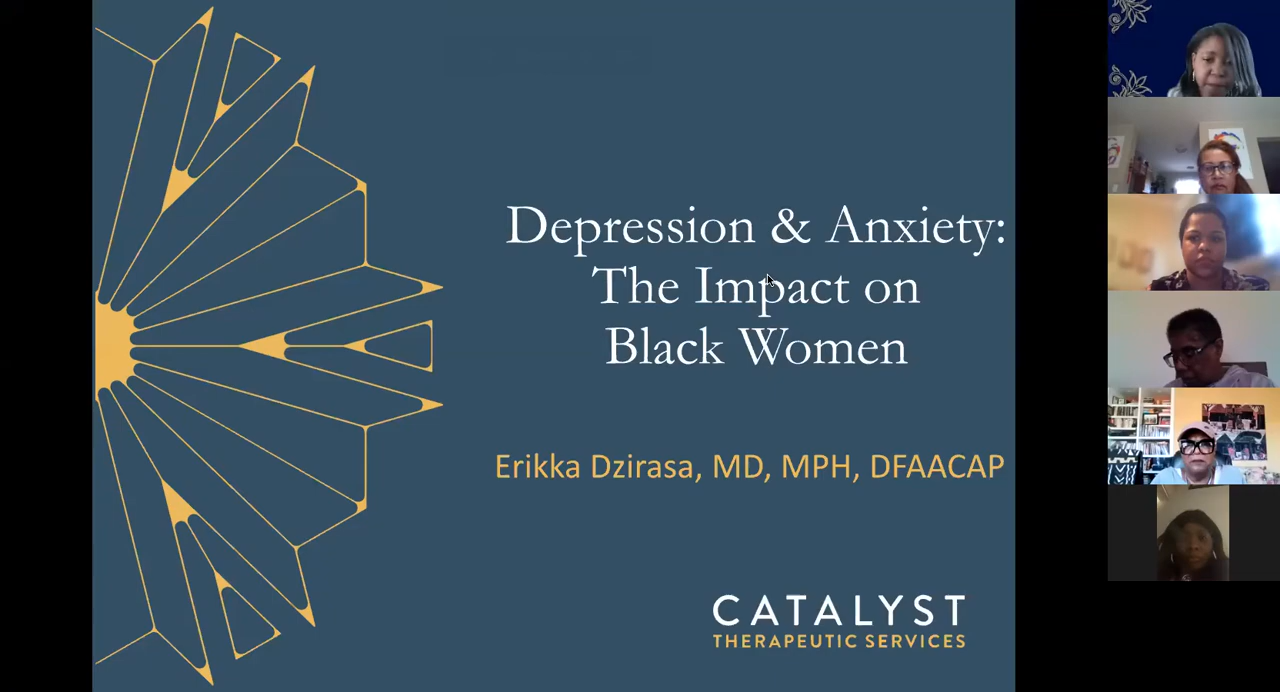 Depression & Anxiety:
The Impact on
Black Women
Erikka Dzirasa, MD, MPH, DFAACAP
CATALYST
THERAPEUTIC SERVICES